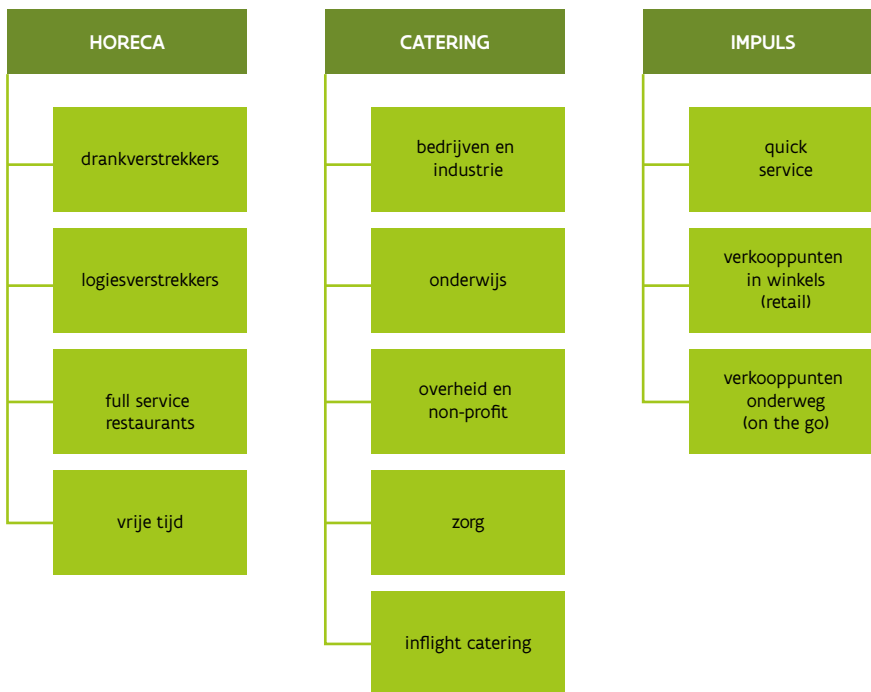 HORECA
drankverstrekkers
logiesverstrekkers
full service
restaurants
vrije tijd
CATERING
bedrijven en
industrie
onderwijs
overheid en
non-profit
zorg
inflight catering
IMPULS
quick
service
verkooppunten
in winkels
(retail)
verkooppunten
onderweg
(on the go)